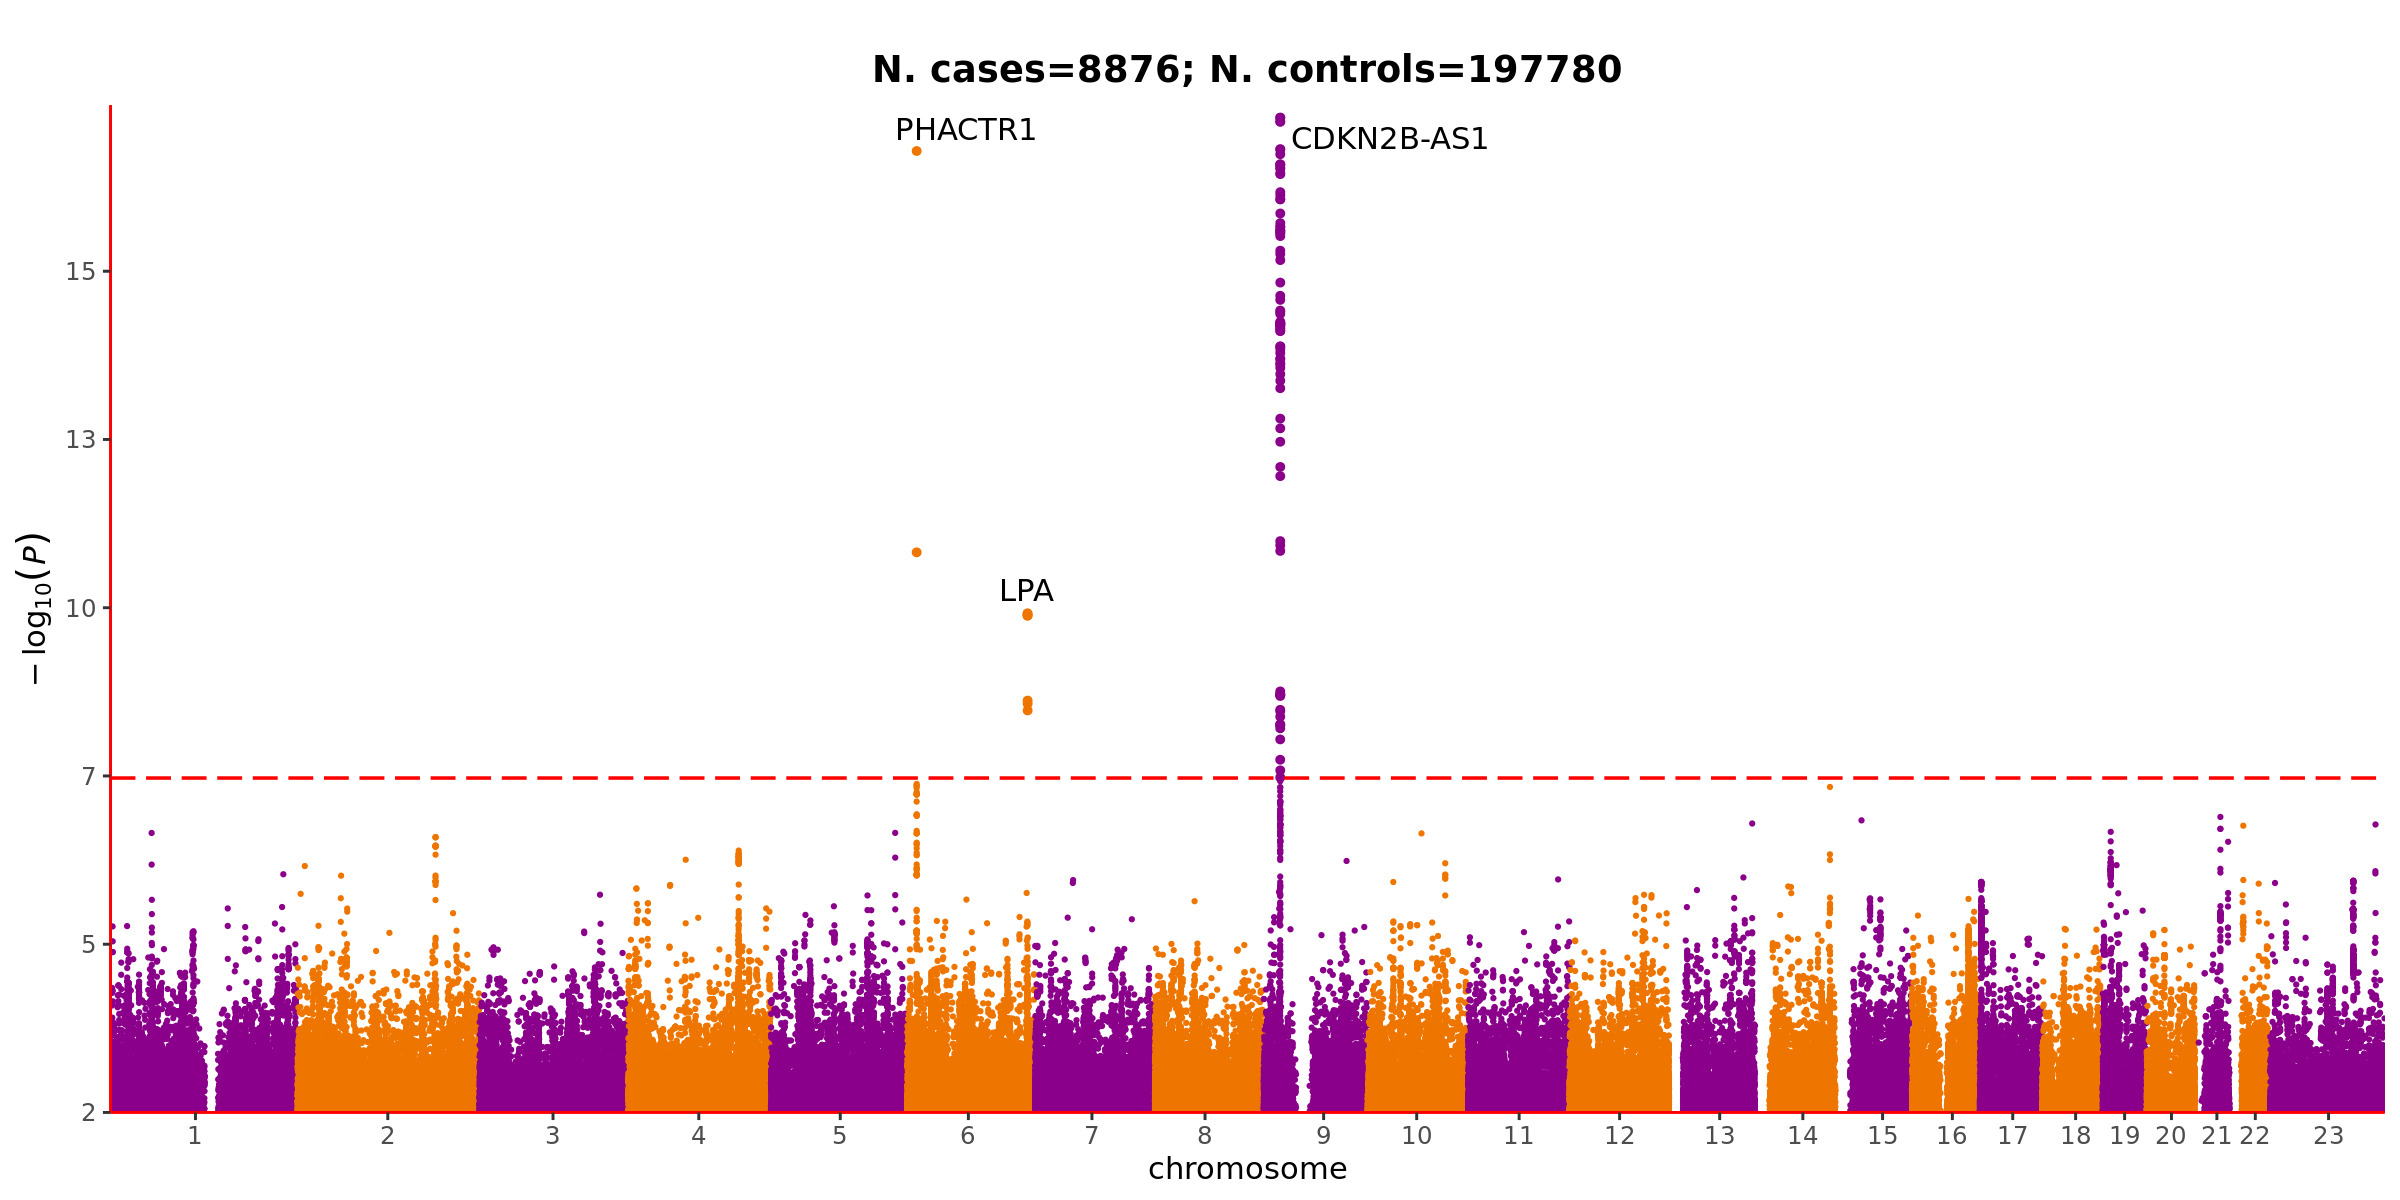 N. cases=8876; N. controls=197780
PHACTR1
CDKN2B-AS1
15
13
LPA
10
7
5
2
−log10(P)
1 2 3 4 5 6 7 8 9 10 11 12 13 14 15 16 17 18 19 20 21 22 23
chromosome